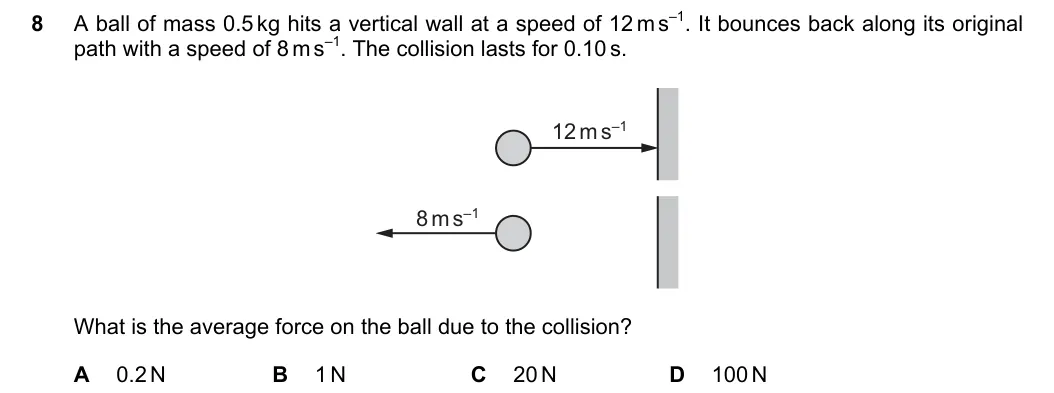 8 A ball of mass 0.5 kg hits a vertical wall at a speed of 12 m s⁻¹. It bounces back along its original
path with a speed of 8 m s⁻¹. The collision lasts for 0.10 s.
12 m s⁻¹
8 m s⁻¹
What is the average force on the ball due to the collision?
A 0.2 N B 1 N C 20 N D 100 N